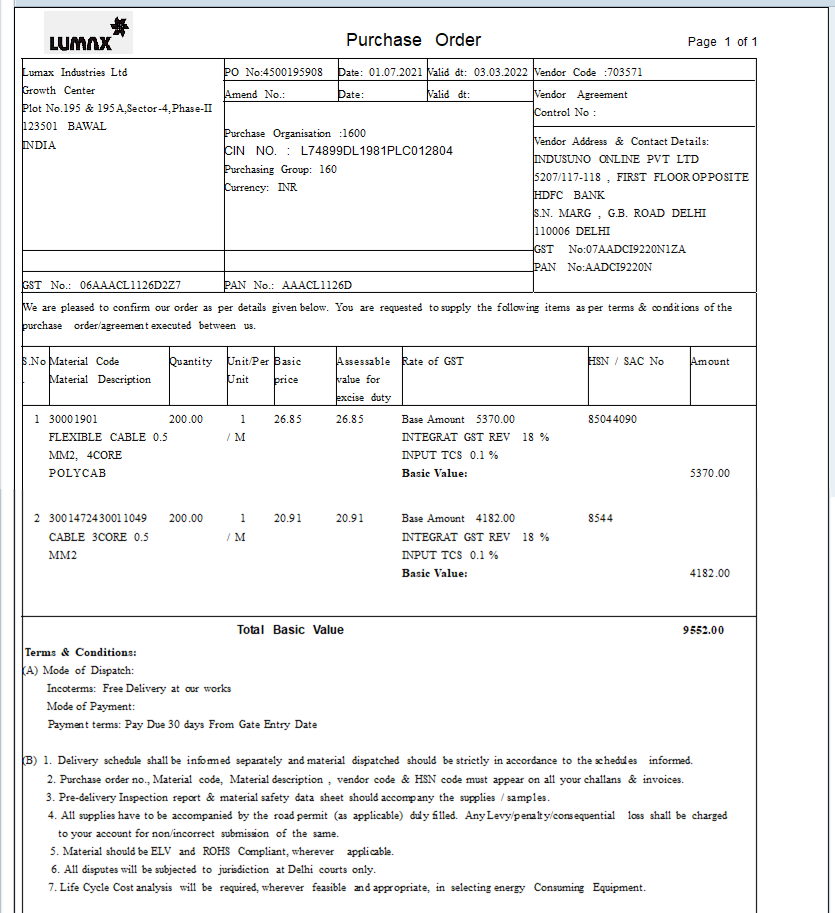 LUMAX
Purchase Order
Page 1 of 1
Lumax Industries Ltd
Growth Center
Plot No.195 & 195A,Sector-4,Phase-II
123501 BAWAL
INDIA
GST No.: 06AAACL1126D2Z7
PO No:4500195908 Date: 01.07.2021 Valid dt: 03.03.2022
Amend No.: Date: Valid dt:
Purchase Organisation :1600
CIN NO. : L74899DL1981PLC012804
Purchasing Group: 160
Currency: INR
PAN No.: AAACL1126D
Vendor Code :703571
Vendor Agreement
Control No :
Vendor Address & Contact Details:
INDUSUNO ONLINE PVT LTD
5207/117-118 , FIRST FLOOR OPPOSITE
HDFC BANK
S.N. MARG , G.B. ROAD DELHI
110006 DELHI
GST No:07AADCI9220N1ZA
PAN No:AADCI9220N
We are pleased to confirm our order as per details given below. You are requested to supply the following items as per terms & conditions of the
purchase order/agreement executed between us.
S.No Material Code Quantity Unit/Per Basic Assessable Rate of GST HSN / SAC No Amount
. Material Description Unit price value for
excise duty
1 30001901 200.00 1 26.85 26.85 Base Amount 5370.00 85044090
FLEXIBLE CABLE 0.5 / M INTEGRAT GST REV 18 %
MM2, 4CORE INPUT TCS 0.1 %
POLYCAB Basic Value: 5370.00
2 3001472430011049 200.00 1 20.91 20.91 Base Amount 4182.00 8544
CABLE 3CORE 0.5 / M INTEGRAT GST REV 18 %
MM2 INPUT TCS 0.1 %
Basic Value: 4182.00
Total Basic Value 9552.00
Terms & Conditions:
(A) Mode of Dispatch:
Incoterms: Free Delivery at our works
Mode of Payment:
Payment terms: Pay Due 30 days From Gate Entry Date
(B) 1. Delivery schedule shall be informed separately and material dispatched should be strictly in accordance to the schedules informed.
2. Purchase order no., Material code, Material description , vendor code & HSN code must appear on all your challans & invoices.
3. Pre-delivery Inspection report & material safety data sheet should accompany the supplies / samples.
4. All supplies have to be accompanied by the road permit (as applicable) duly filled. Any Levy/penalty/consequential loss shall be charged
to your account for non/incorrect submission of the same.
5. Material should be ELV and ROHS Compliant, wherever applicable.
6. All disputes will be subjected to jurisdiction at Delhi courts only.
7. Life Cycle Cost analysis will be required, wherever feasible and appropriate, in selecting energy Consuming Equipment.